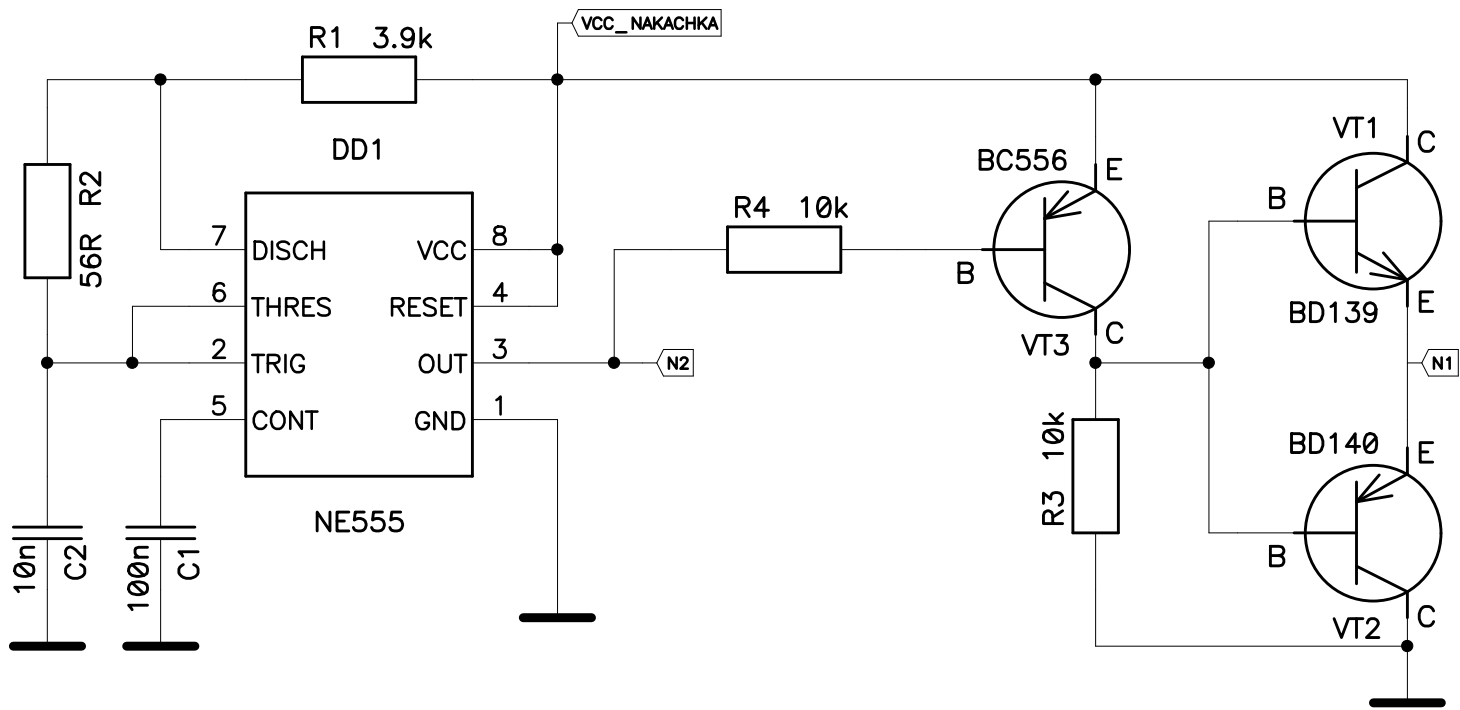 VCC_NAKACHKA
R1 3.9k
DD1
VT1
C
BC556
E
R2
56R
R4 10k
B
7 DISCH
VCC 8
B
6 THRES
RESET 4
BD139
E
VT3
C
2 TRIG
OUT 3
N2
N1
5 CONT
GND 1
10k
R3
BD140
E
NE555
B
10n
C2
100n
C1
VT2
C